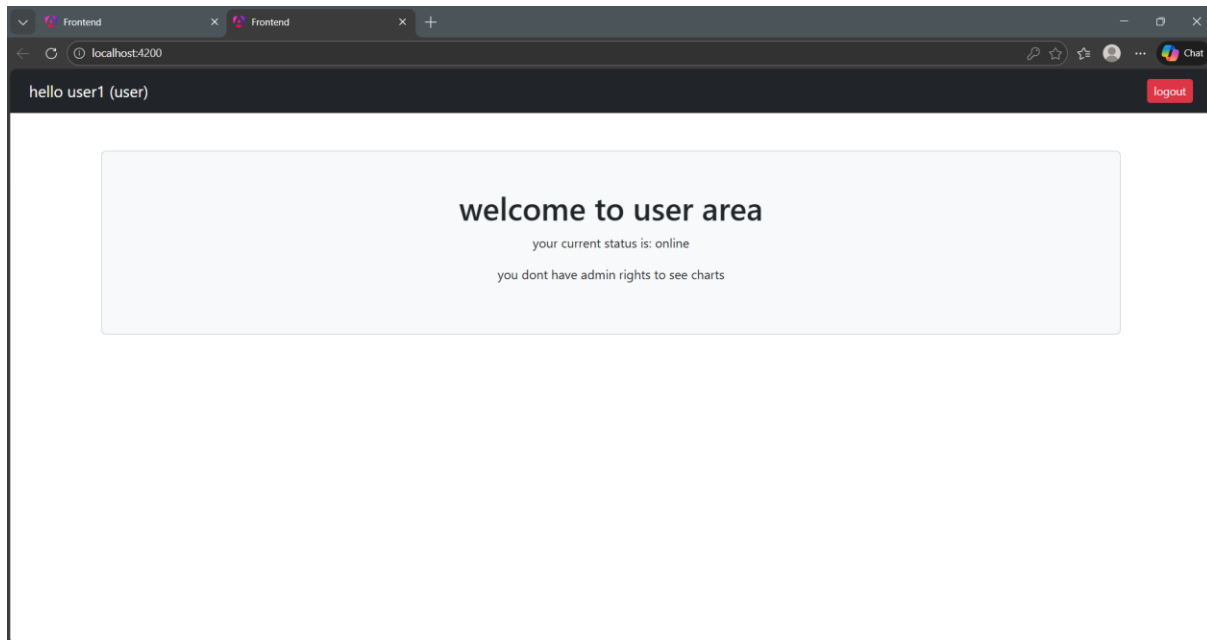 Frontend
Frontend
localhost:4200
Chat
hello user1 (user)
logout
welcome to user area
your current status is: online
you dont have admin rights to see charts